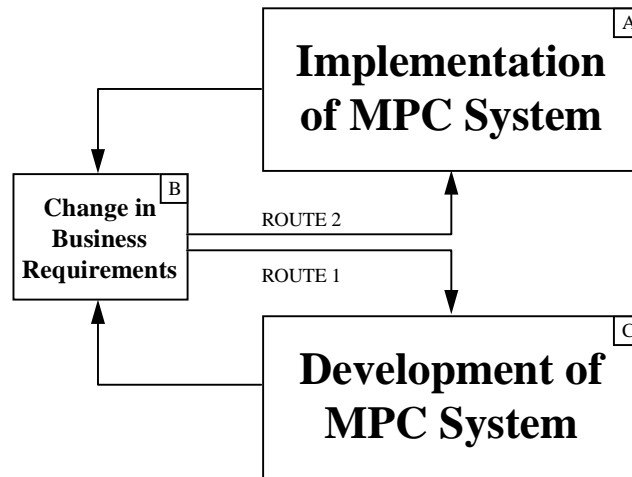 A
Implementation
of MPC System
B
Change in
Business
Requirements
ROUTE 2
ROUTE 1
C
Development of
MPC System